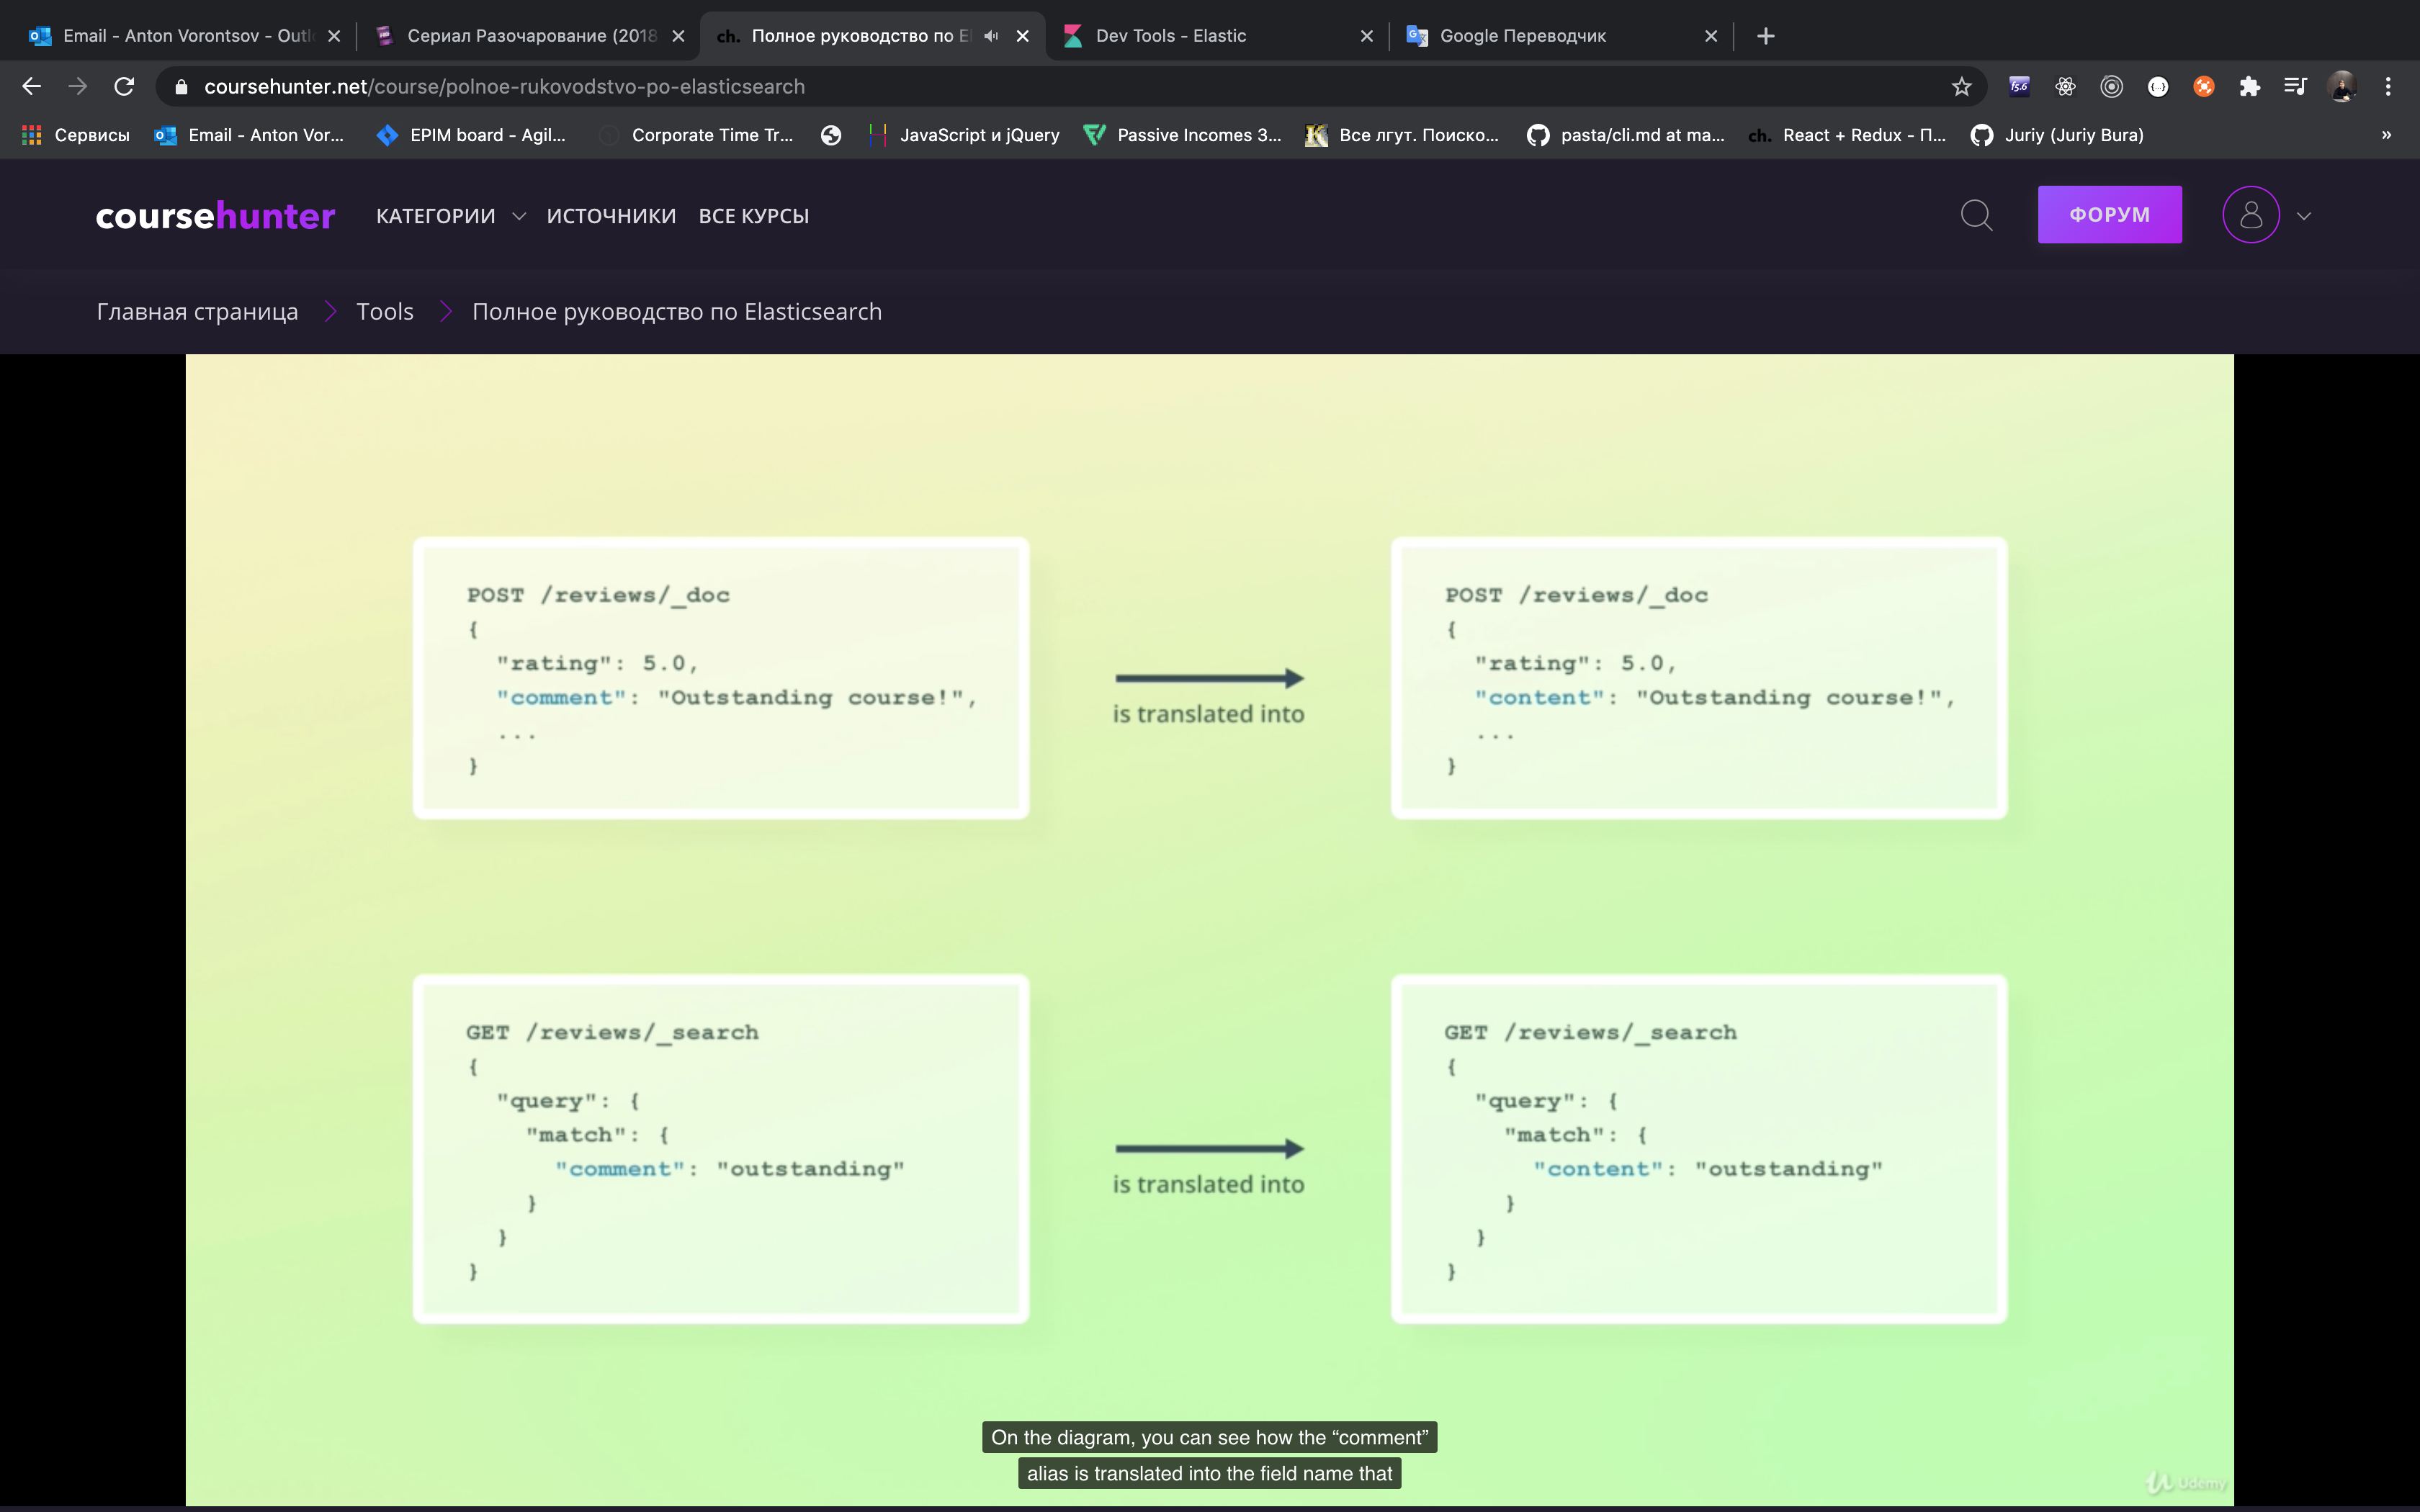 Email - Anton Vorontsov - Outl
Сериал Разочарование (2018
ch. Полное руководство по El
Dev Tools - Elastic
Google Переводчик
coursehunter.net/course/polnoe-rukovodstvo-po-elasticsearch
f5.6
Сервисы
Email - Anton Vor...
EPIM board - Agil...
Corporate Time Tr...
JavaScript и jQuery
Passive Incomes 3...
Все лгут. Поиско...
pasta/cli.md at ma...
ch. React + Redux - П...
Juriy (Juriy Bura)
»
coursehunter
КАТЕГОРИИ
ИСТОЧНИКИ
ВСЕ КУРСЫ
ФОРУМ
Главная страница
Tools
Полное руководство по Elasticsearch
POST /reviews/_doc
{
"rating": 5.0,
"comment": "Outstanding course!",
...
}
is translated into
POST /reviews/_doc
{
"rating": 5.0,
"content": "Outstanding course!",
...
}
GET /reviews/_search
{
"query": {
"match": {
"comment": "outstanding"
}
}
}
is translated into
GET /reviews/_search
{
"query": {
"match": {
"content": "outstanding"
}
}
}
On the diagram, you can see how the “comment”
alias is translated into the field name that
Udemy